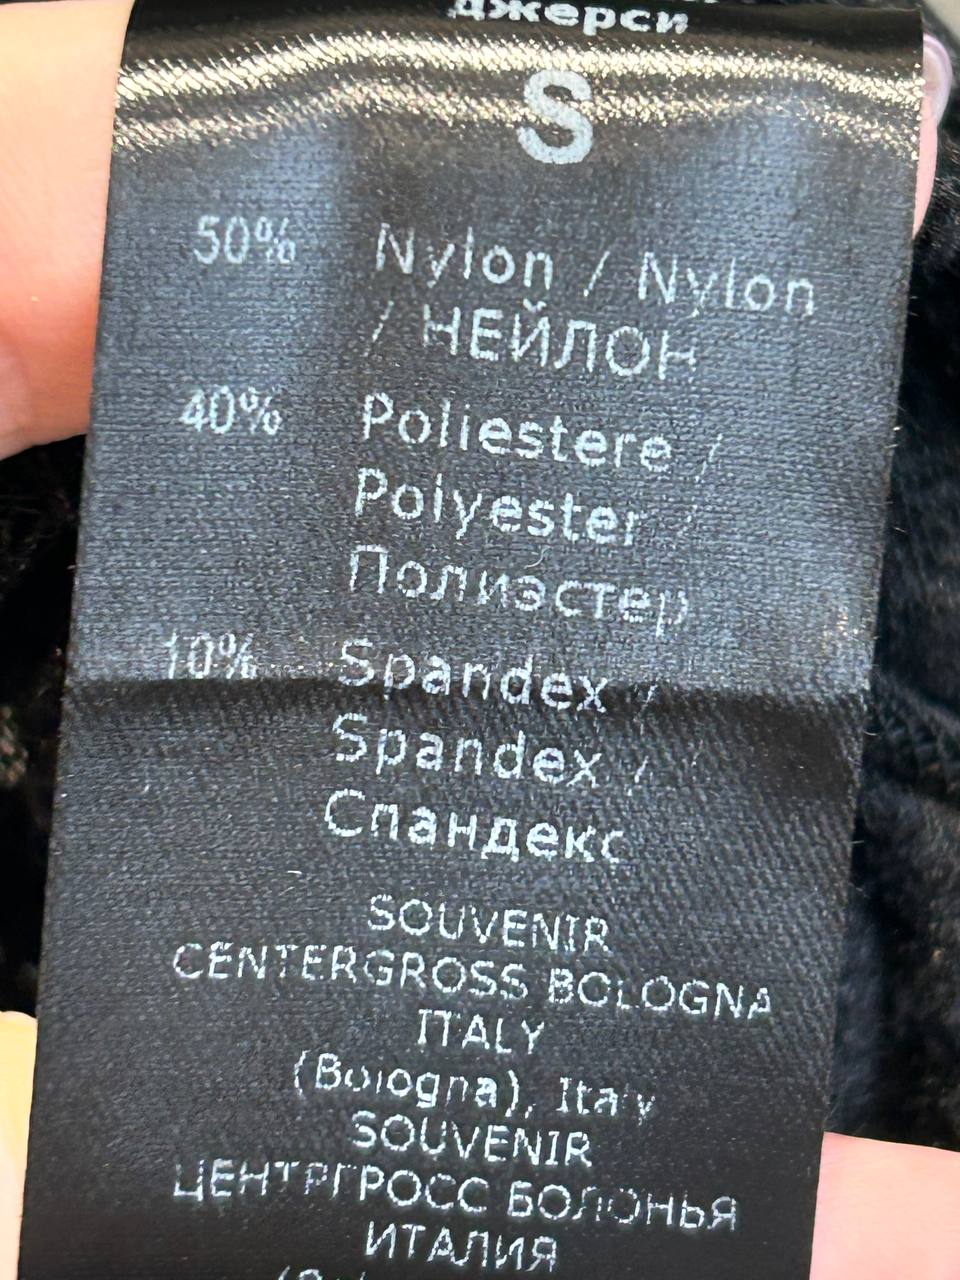 джерси
S
50% Nylon / Nylon
/ НЕЙЛОН
40% Poliestere /
Polyester /
Полиэстер
10% Spandex /
Spandex /
Спандекс
SOUVENIR
CENTERGROSS BOLOGNA
ITALY
(Bologna), Italy
SOUVENIR
ЦЕНТРГРОСС БОЛОНЬЯ
ИТАЛИЯ